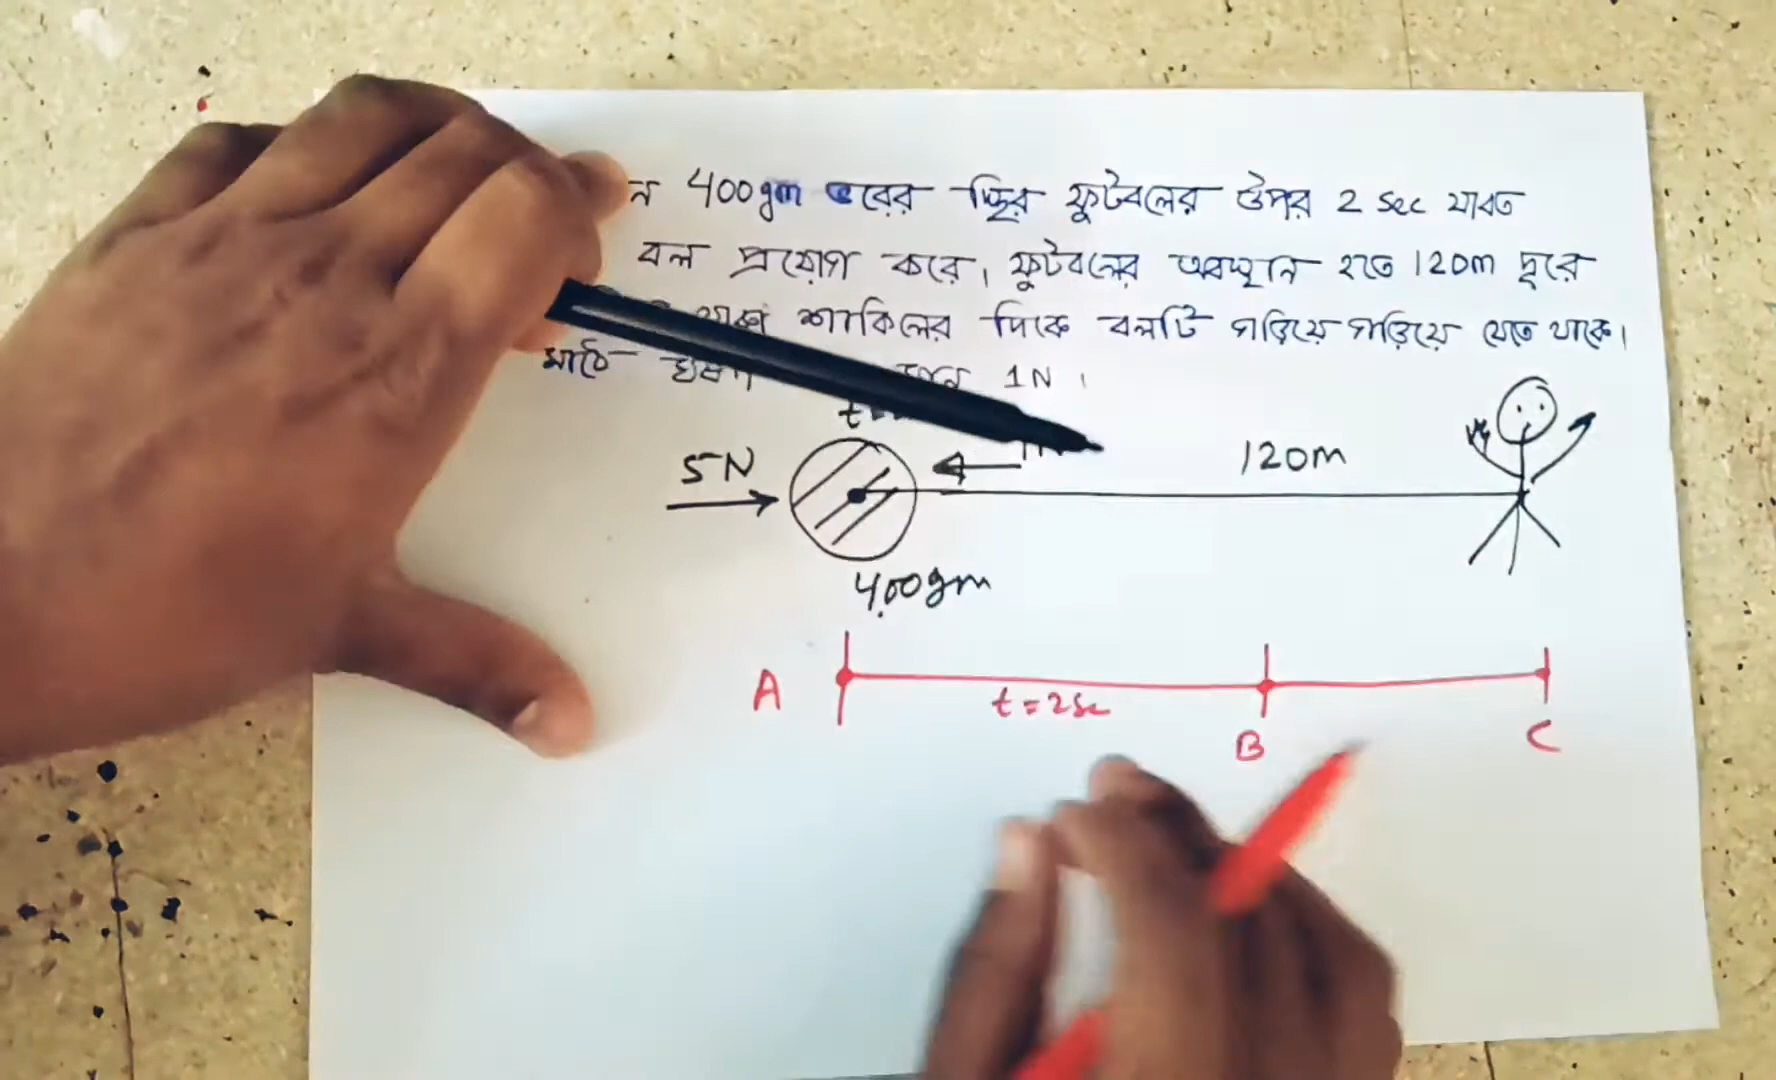 ন 400gm ভরের স্থির ফুটবলের উপর 2 sec যাবত
বল প্রয়োগ করে। ফুটবলের অবস্থান হতে 120m দূরে
থাকা শাকিলের দিকে বলটি গড়িয়ে গড়িয়ে যেতে থাকে।
মাঠে 1N।
5N
120m
400gm
A
t = 2sec
B
C